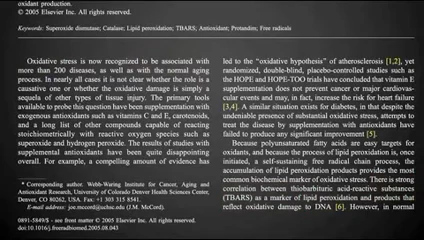 oxidant production.
© 2005 Elsevier Inc. All rights reserved.
Keywords: Superoxide dismutase; Catalase; Lipid peroxidation; TBARS; Antioxidant; Protandim; Free radicals
Oxidative stress is now recognized to be associated with
more than 200 diseases, as well as with the normal aging
process. In nearly all cases it is not clear whether the role is a
causative one or whether the oxidative damage is simply a
sequela of other types of tissue injury. The primary tools
available to probe this question have been supplementation with
exogenous antioxidants such as vitamins C and E, carotenoids,
and a long list of other compounds capable of reacting
stoichiometrically with reactive oxygen species such as
superoxide and hydrogen peroxide. The results of studies with
supplemental antioxidants have been quite disappointing
overall. For example, a compelling amount of evidence has
* Corresponding author. Webb-Waring Institute for Cancer, Aging and
Antioxidant Research, University of Colorado Denver Health Sciences Center,
Denver, CO 80262, USA. Fax: +1 303 315 8541.
E-mail address: joe.mccord@uchsc.edu (J.M. McCord).
0891-5849/$ - see front matter © 2005 Elsevier Inc. All rights reserved.
doi:10.1016/j.freeradbiomed.2005.08.043
led to the "oxidative hypothesis" of atherosclerosis [1,2], yet
randomized, double-blind, placebo-controlled studies such as
the HOPE and HOPE-TOO trials have concluded that vitamin E
supplementation does not prevent cancer or major cardiovas-
cular events and may, in fact, increase the risk for heart failure
[3,4]. A similar situation exists for diabetes, in that despite the
undeniable presence of substantial oxidative stress, attempts to
treat the disease by supplementation with antioxidants have
failed to produce any significant improvement [5].
Because polyunsaturated fatty acids are easy targets for
oxidants, and because the process of lipid peroxidation is, once
initiated, a self-sustaining free radical chain process, the
accumulation of lipid peroxidation products provides the most
common biochemical marker of oxidative stress. There is strong
correlation between thiobarbituric acid-reactive substances
(TBARS) as a marker of lipid peroxidation and products that
reflect oxidative damage to DNA [6]. However, in normal